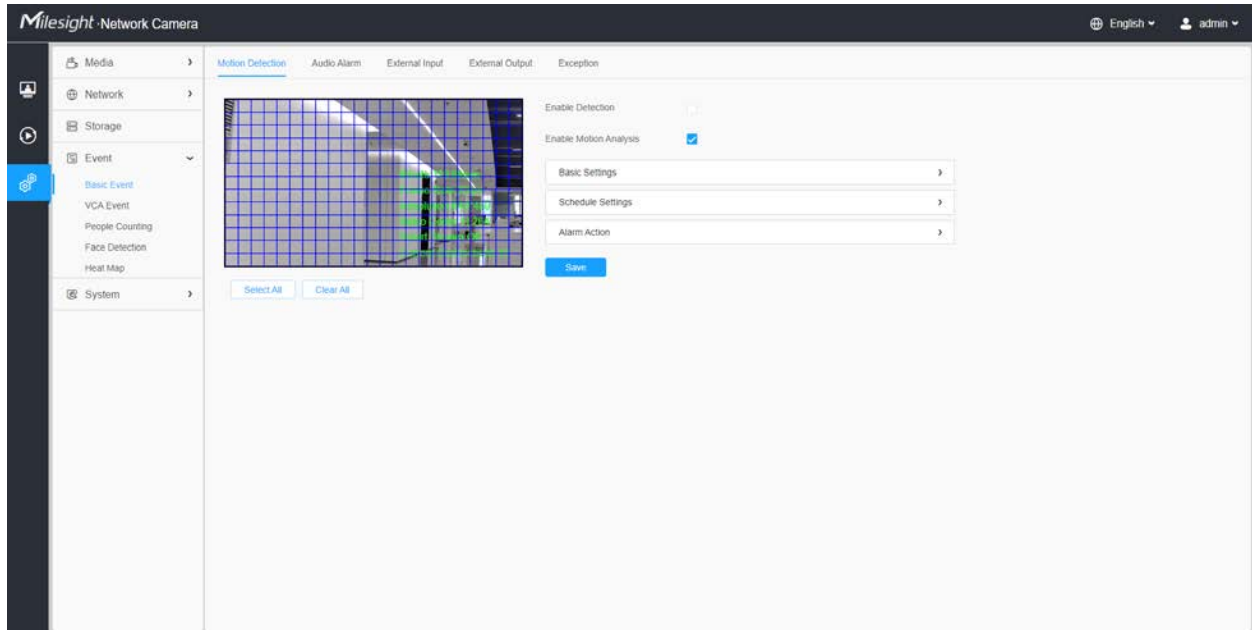 Milesight ·Network Camera
English
admin
Media
Network
Storage
Event
Basic Event
VCA Event
People Counting
Face Detection
Heat Map
System
Motion Detection
Audio Alarm
External Input
External Output
Exception
Enable Detection
Enable Motion Analysis
Basic Settings
Schedule Settings
Alarm Action
Save
Select All
Clear All